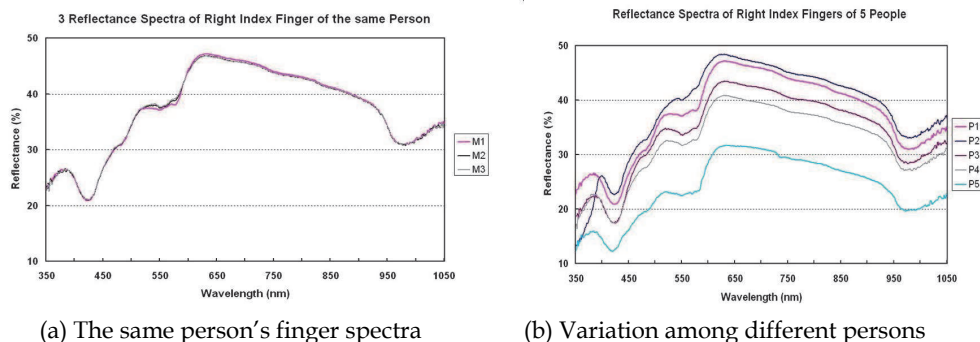 3 Reflectance Spectra of Right Index Finger of the same Person
50
40
30
20
10
Reflectance (%)
350 450 550 650 750 850 950 1050
Wavelength (nm)
M1
M2
M3
(a) The same person's finger spectra
Reflectance Spectra of Right Index Fingers of 5 People
50
40
30
20
10
Reflectance (%)
350 450 550 650 750 850 950 1050
Wavelength (nm)
P1
P2
P3
P4
P5
(b) Variation among different persons